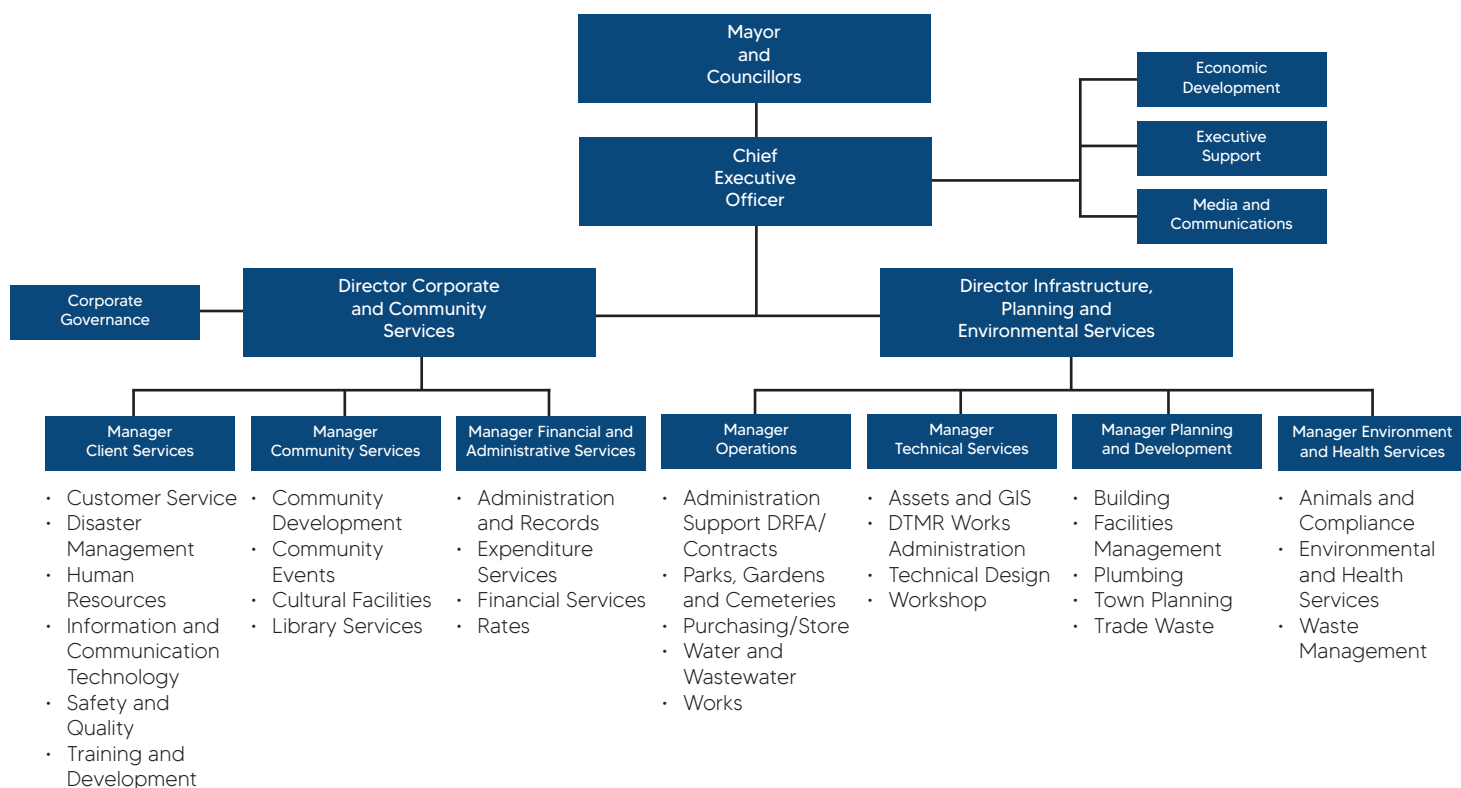 Mayor
and
Councillors
Economic
Development
Executive
Support
Media and
Communications
Chief
Executive
Officer
Corporate
Governance
Director Corporate
and Community
Services
Director Infrastructure,
Planning and
Environmental Services
Manager
Client Services
• Customer Service
• Disaster
Management
• Human
Resources
• Information and
Communication
Technology
• Safety and
Quality
• Training and
Development
Manager
Community Services
• Community
Development
• Community
Events
• Cultural Facilities
• Library Services
Manager Financial and
Administrative Services
• Administration
and Records
• Expenditure
Services
• Financial Services
• Rates
Manager
Operations
• Administration
Support DRFA/
Contracts
• Parks, Gardens
and Cemeteries
• Purchasing/Store
• Water and
Wastewater
• Works
Manager
Technical Services
• Assets and GIS
• DTMR Works
Administration
• Technical Design
• Workshop
Manager Planning
and Development
• Building
• Facilities
Management
• Plumbing
• Town Planning
• Trade Waste
Manager Environment
and Health Services
• Animals and
Compliance
• Environmental
and Health
Services
• Waste
Management